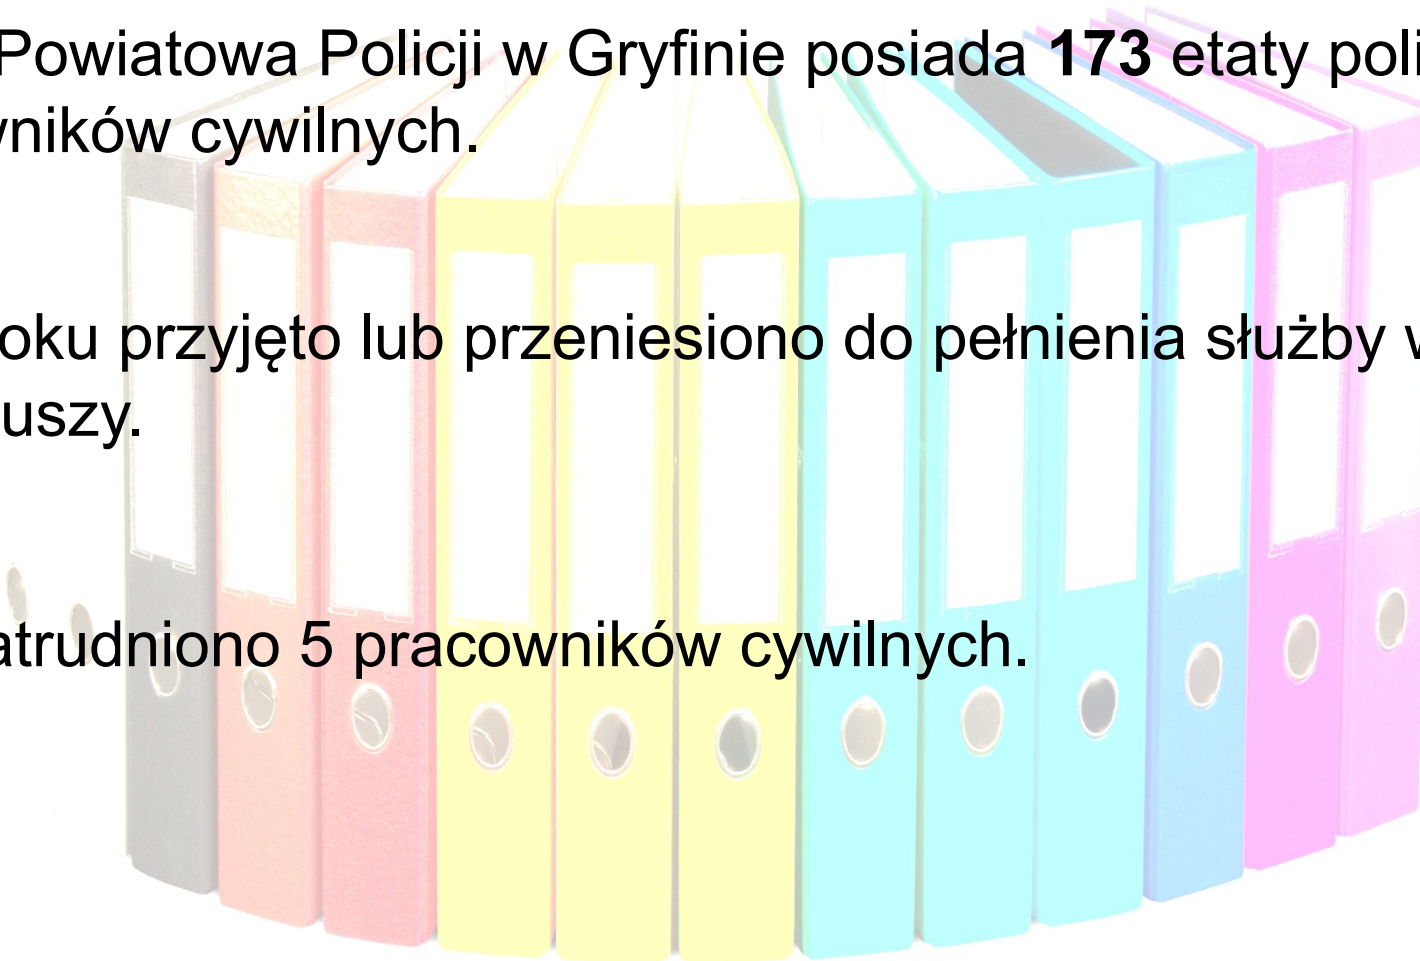 Powiatowa Policji w Gryfinie posiada 173 etaty poli
wników cywilnych.
oku przyjęto lub przeniesiono do pełnienia służby w
uszy.
atrudniono 5 pracowników cywilnych.